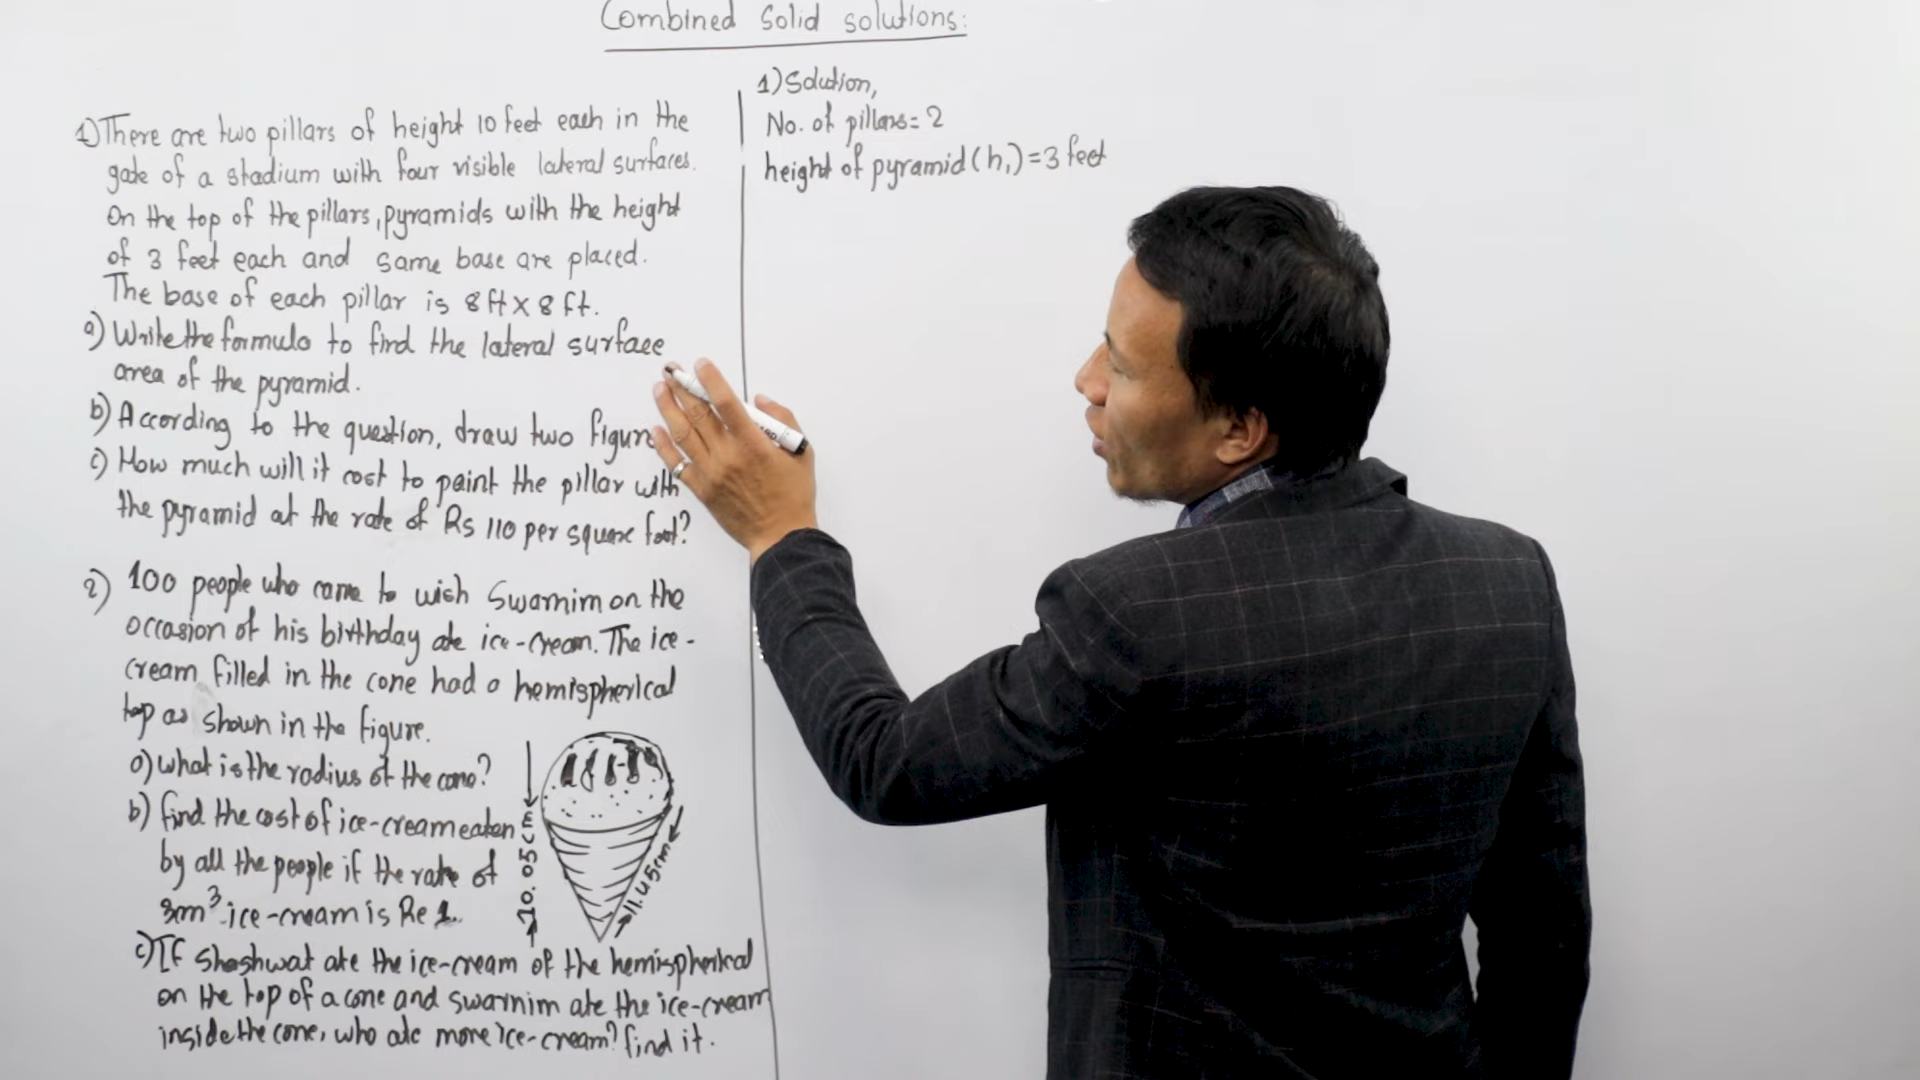 Combined Solid solutions:
1) There are two pillars of height 10 feet each in the
gate of a stadium with four visible lateral surfaces.
On the top of the pillars, pyramids with the height
of 3 feet each and same base are placed.
The base of each pillar is 8ft x 8ft.
a) Write the formula to find the lateral surface
area of the pyramid.
b) According to the question, draw two figure
c) How much will it cost to paint the pillar with
the pyramid at the rate of Rs 110 per square foot?
2) 100 people who came to wish Swarnim on the
occasion of his birthday ate ice-cream. The ice-
cream filled in the cone had a hemispherical
top as shown in the figure.
a) what is the radius of the cone?
b) find the cost of ice-cream eaten
by all the people if the rate of
3cm³ ice-cream is Re 1.
10.05cm
11.45cm
c) If Shashwat ate the ice-cream of the hemispherical
on the top of a cone and swarnim ate the ice-cream
inside the cone, who ate more ice-cream? find it.
1) Solution,
No. of pillars = 2
height of pyramid (h₁) = 3 feet